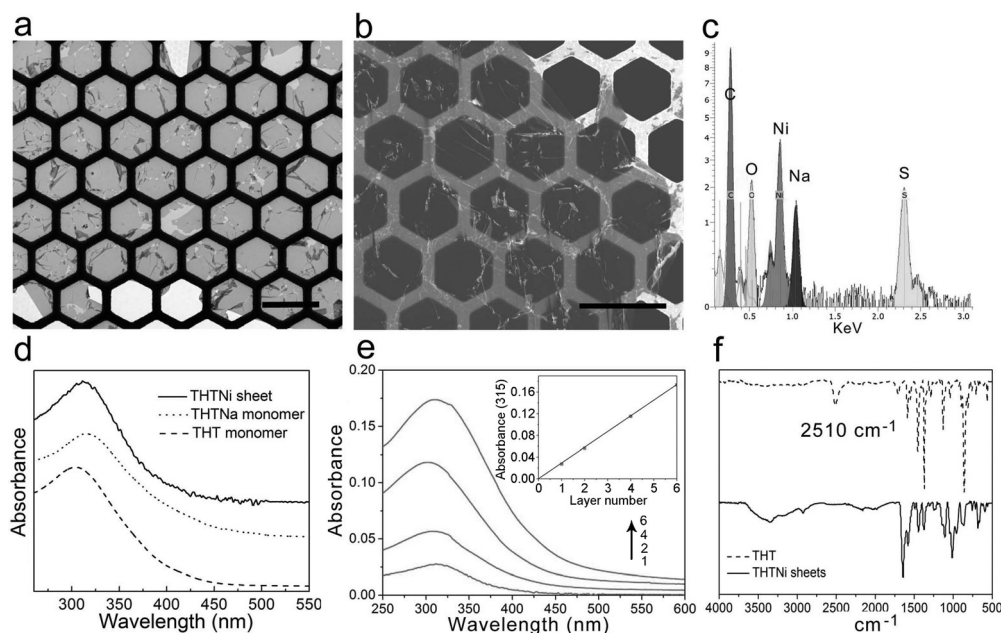 a
b
c
9
8
7
6
5
4
3
2
1
0
C
O
Ni
Na
S
C
O
Ni
S
0.5
1.0
1.5
2.0
2.5
3.0
KeV
d
THTNi sheet
THTNa monomer
THT monomer
Absorbance
300
350
400
450
500
550
Wavelength (nm)
e
0.20
0.15
0.10
0.05
0.00
Absorbance
250
300
350
400
450
500
550
600
Wavelength (nm)
Absorbance (315)
0.16
0.12
0.08
0.04
0.00
0
1
2
3
4
5
6
Layer number
6
4
2
1
f
2510 cm⁻¹
THT
THTNi sheets
4000
3500
3000
2500
2000
1500
1000
500
cm⁻¹